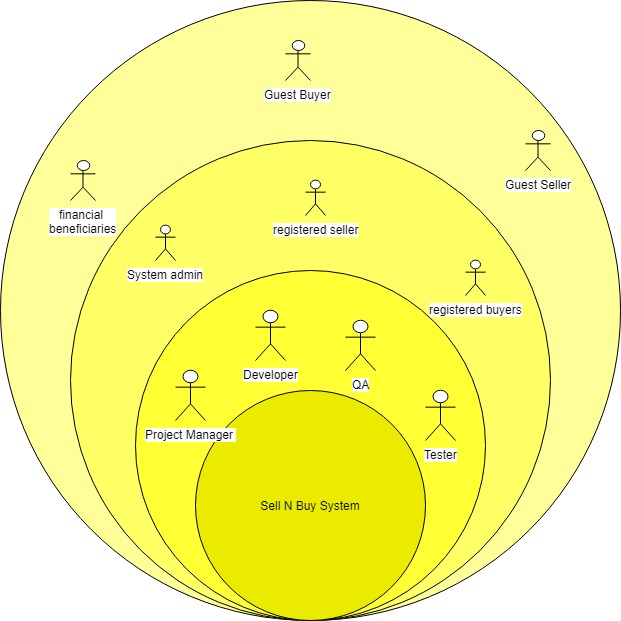 Guest Buyer
Guest Seller
financial
beneficiaries
registered seller
System admin
registered buyers
Developer
QA
Project Manager
Tester
Sell N Buy System